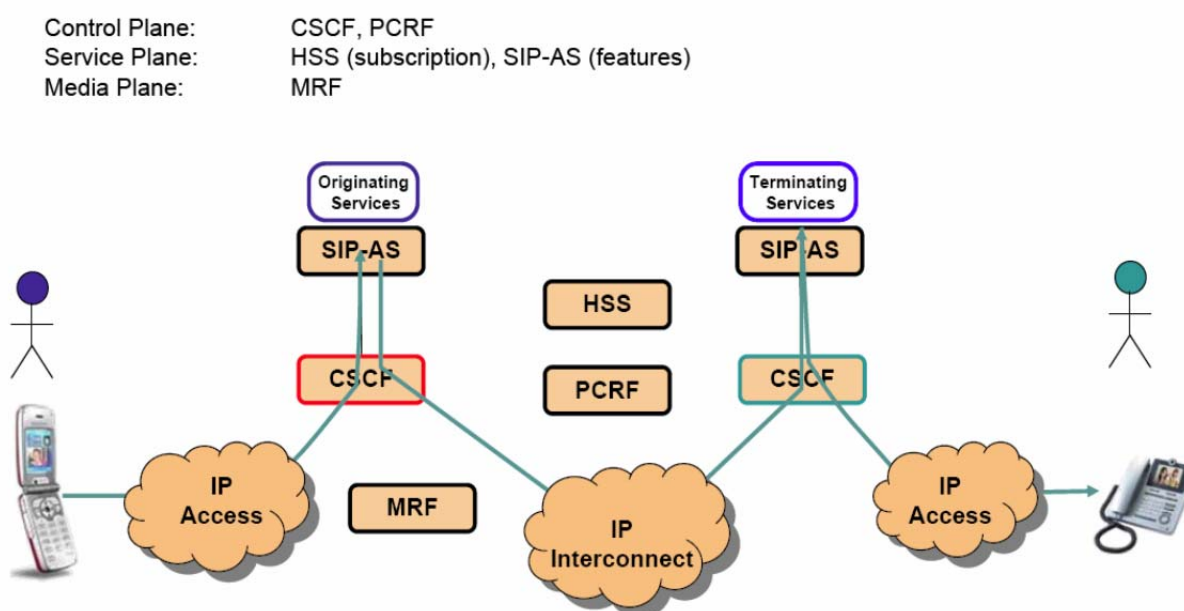 Control Plane: CSCF, PCRF
Service Plane: HSS (subscription), SIP-AS (features)
Media Plane: MRF
Originating
Services
Terminating
Services
SIP-AS
SIP-AS
HSS
CSCF
PCRF
CSCF
IP
Access
MRF
IP
Interconnect
IP
Access